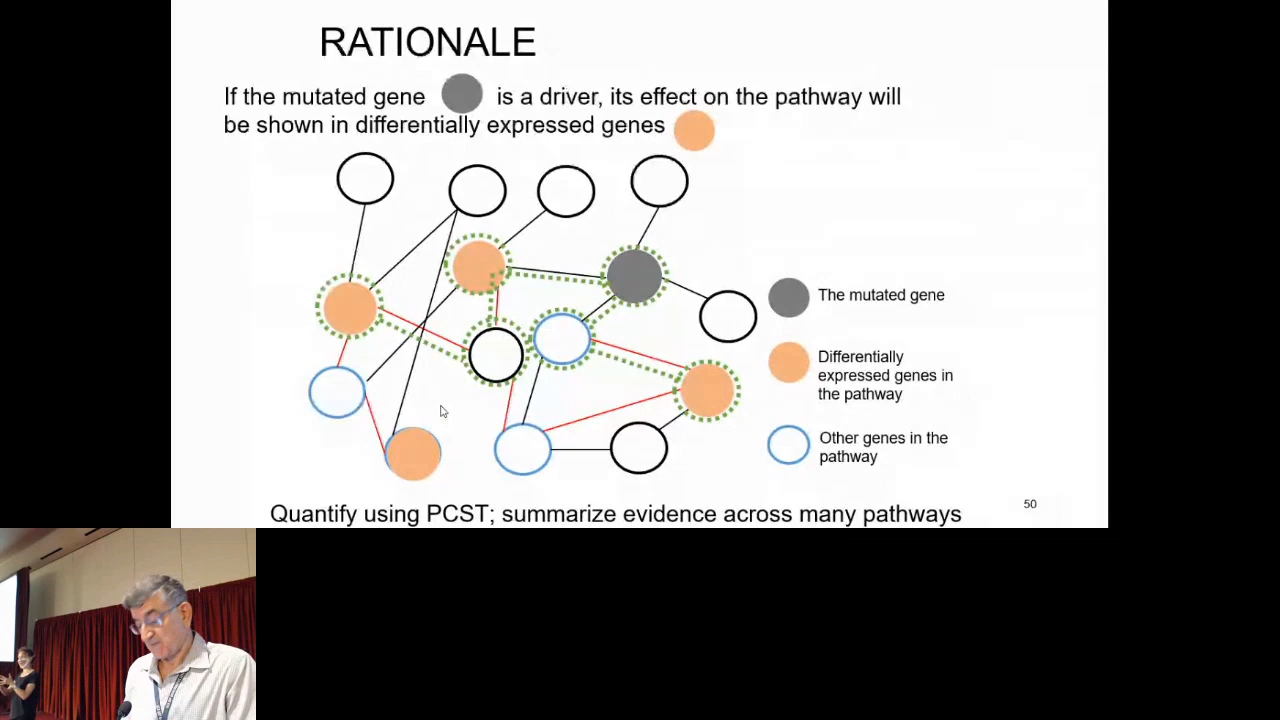 RATIONALE
If the mutated gene is a driver, its effect on the pathway will
be shown in differentially expressed genes
The mutated gene
Differentially
expressed genes in
the pathway
Other genes in the
pathway
50
Quantify using PCST; summarize evidence across many pathways